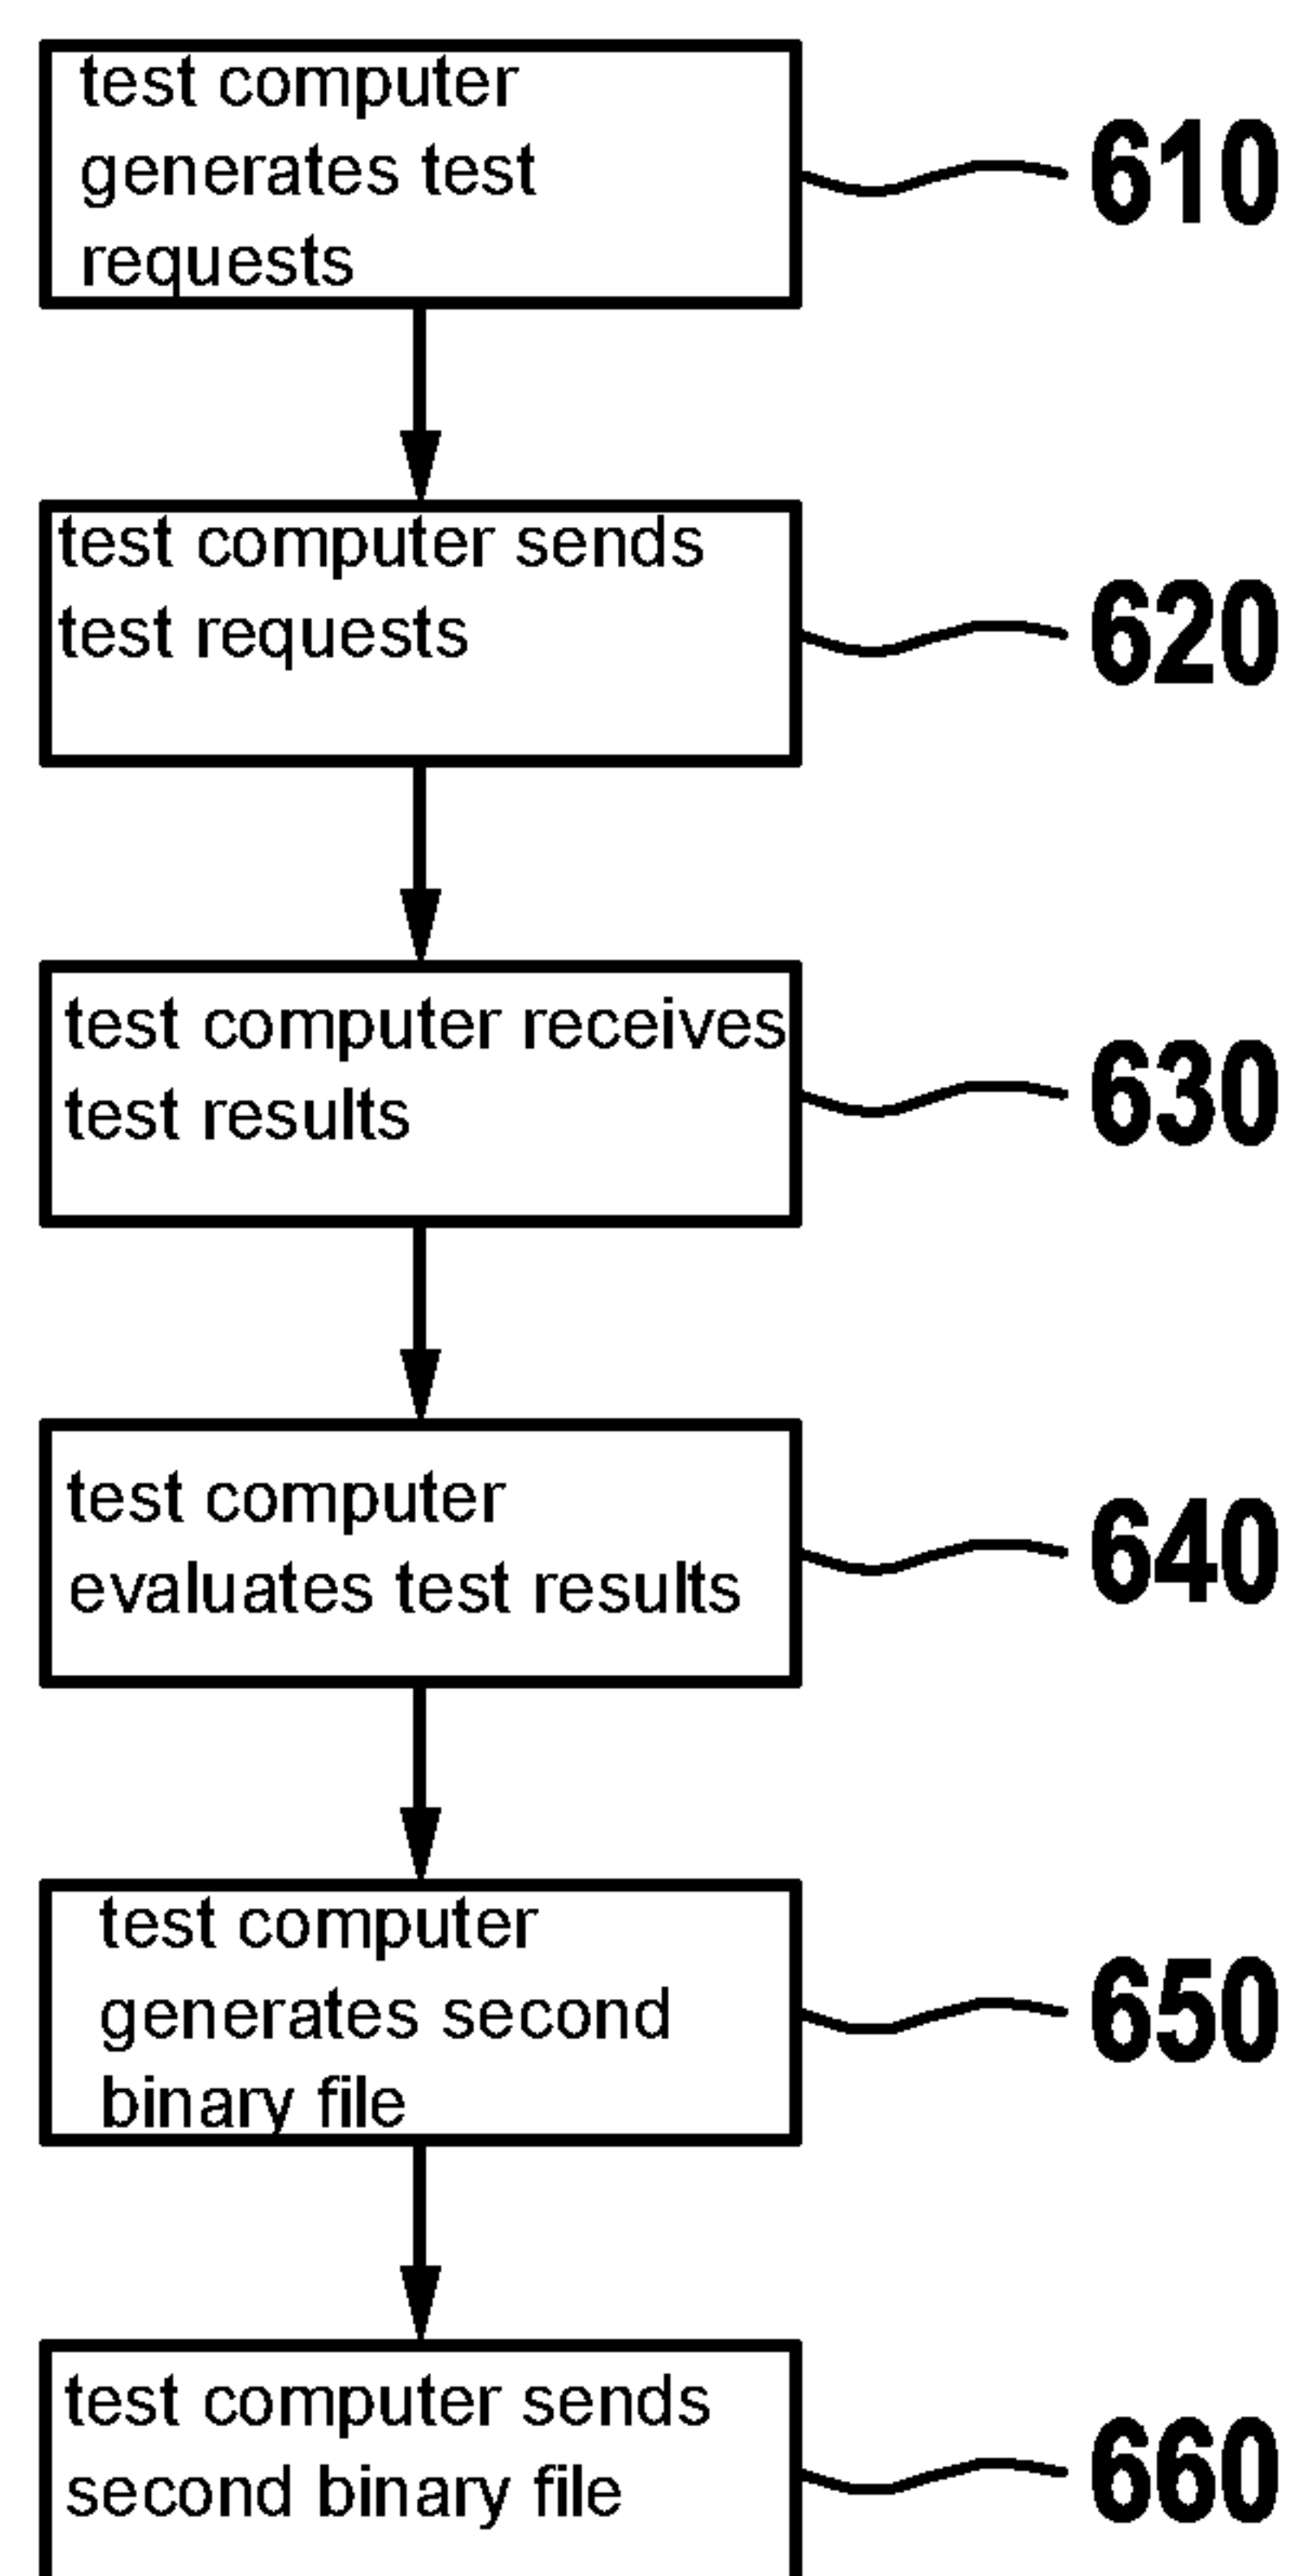 test computer
generates test
requests
610
test computer sends
test requests
620
test computer receives
test results
630
test computer
evaluates test results
640
test computer
generates second
binary file
650
test computer sends
second binary file
660